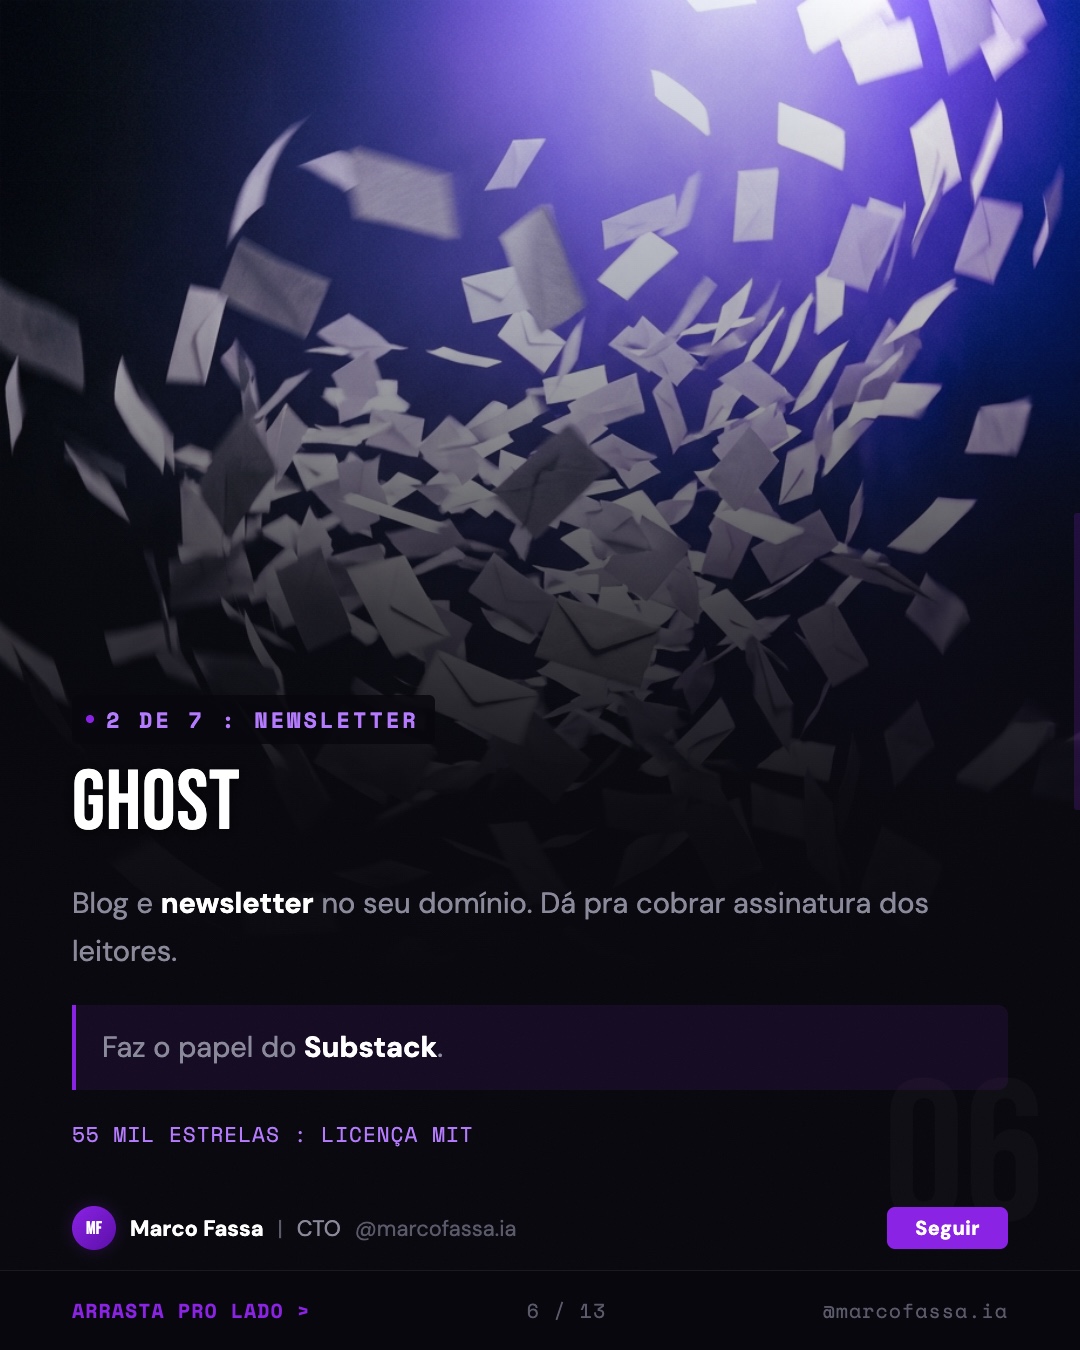 • 2 DE 7 : NEWSLETTER
GHOST
Blog e newsletter no seu domínio. Dá pra cobrar assinatura dos
leitores.
Faz o papel do Substack.
55 MIL ESTRELAS : LICENÇA MIT
06
MF Marco Fassa | CTO @marcofassa.ia
Seguir
ARRASTA PRO LADO >
6 / 13
@marcofassa.ia